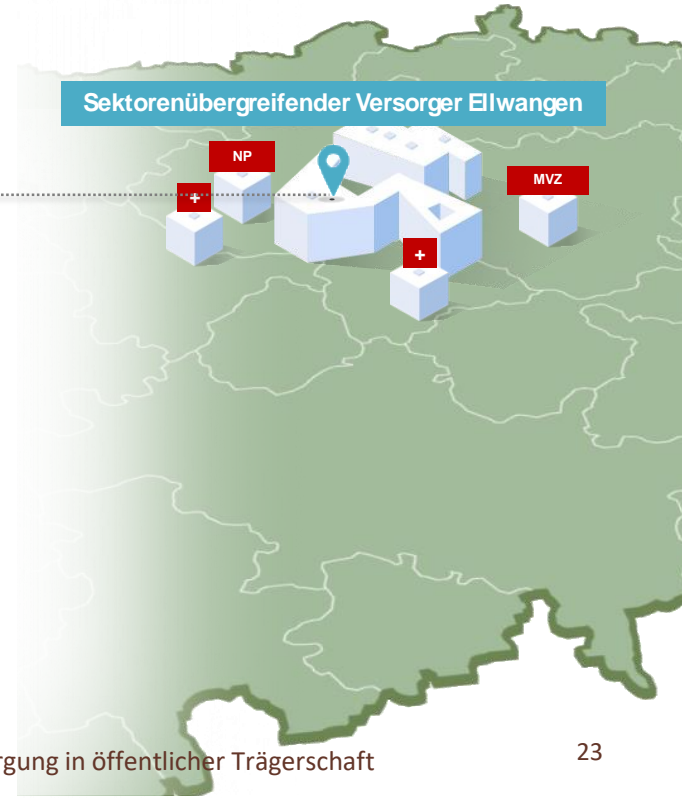 Sektorenübergreifender Versorger Ellwangen
NP
MVZ
+
+
rgung in öffentlicher Trägerschaft
23